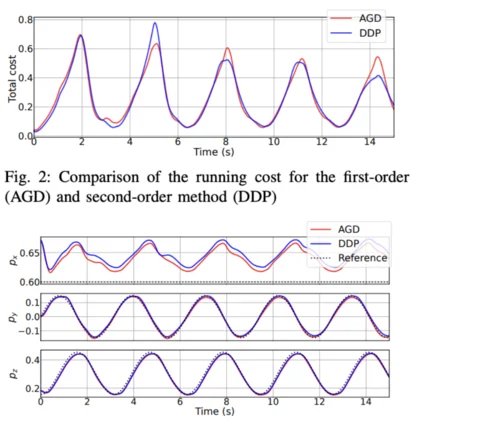 0.8
AGD
DDP
0.6
0.4
0.2
0.0
Total cost
0 2 4 6 8 10 12 14
Time (s)
Fig. 2: Comparison of the running cost for the first-order
(AGD) and second-order method (DDP)
AGD
DDP
Reference
0.65
0.60
0.1
0.0
−0.1
py
0.4
0.2
pz
0 2 4 6 8 10 12 14
Time (s)